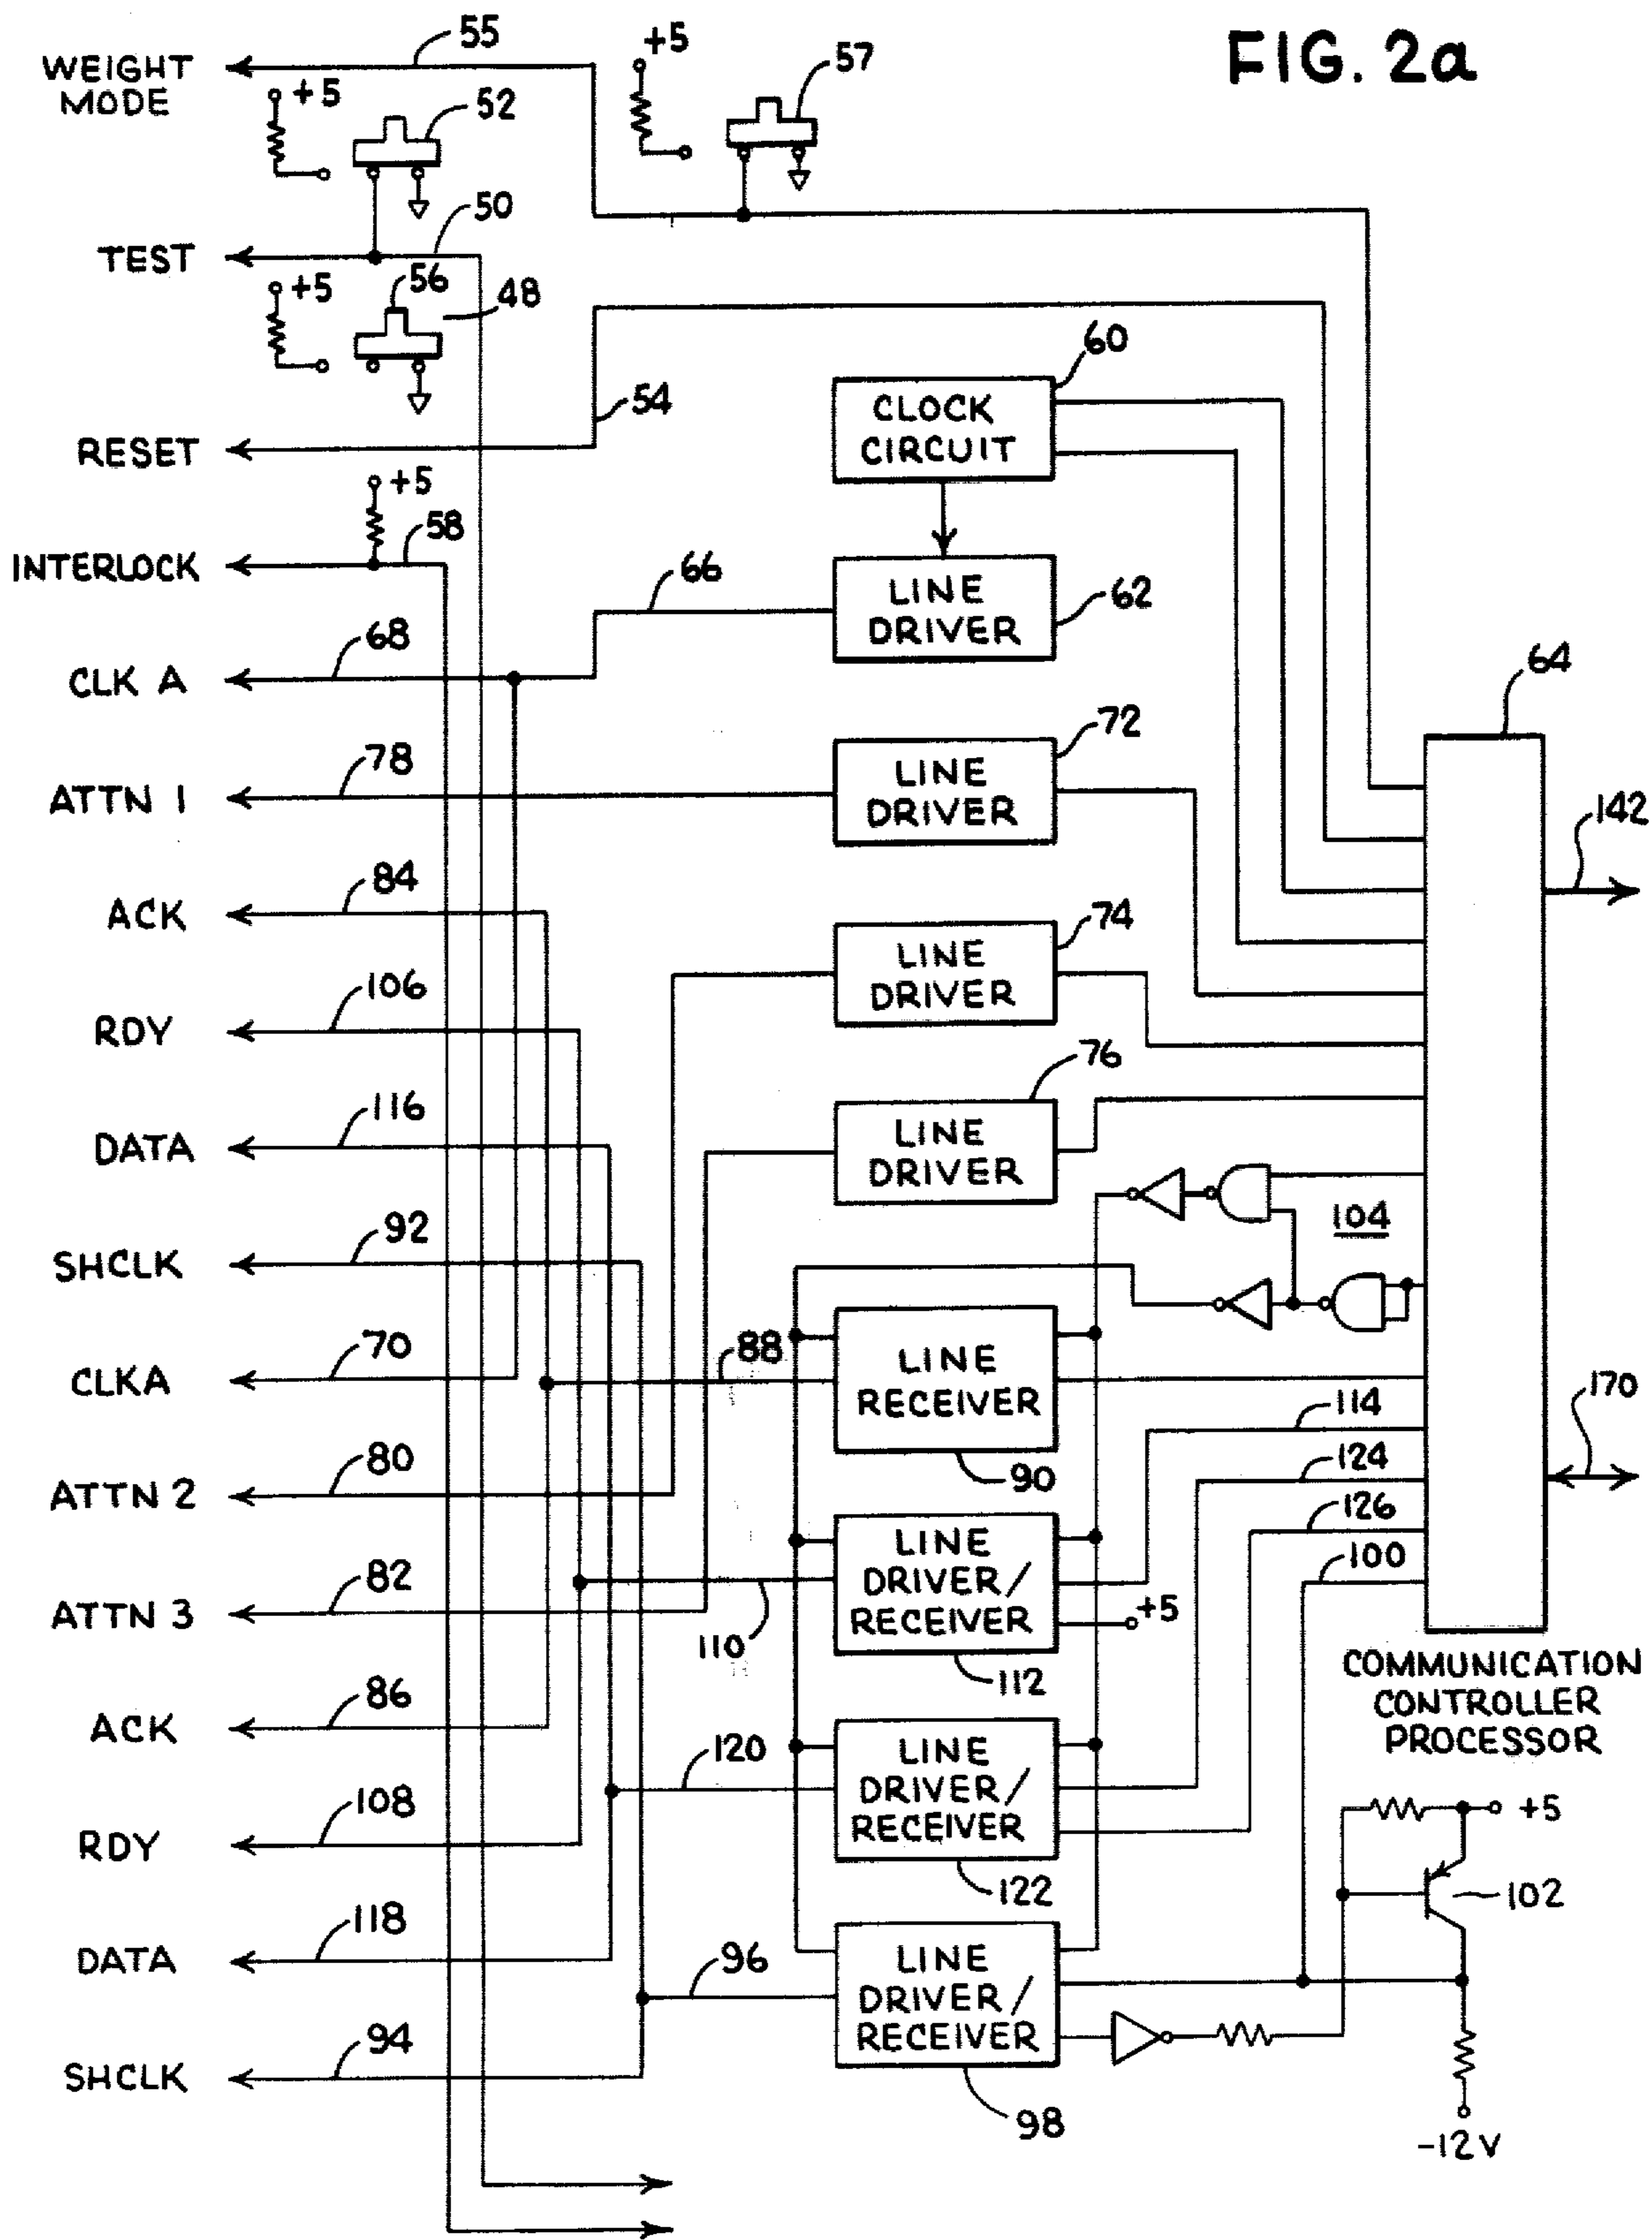 FIG. 2a
55
+5
57
WEIGHT
MODE
+5
52
50
TEST
+5
56
48
60
CLOCK
CIRCUIT
54
RESET
+5
58
INTERLOCK
66
LINE
DRIVER
62
68
CLK A
64
72
LINE
DRIVER
78
ATTN 1
142
84
ACK
74
LINE
DRIVER
106
RDY
76
LINE
DRIVER
116
DATA
104
92
SHCLK
88
LINE
RECEIVER
90
70
CLKA
114
170
124
80
ATTN 2
126
LINE
DRIVER/
RECEIVER
100
+5
110
112
82
ATTN 3
COMMUNICATION
CONTROLLER
PROCESSOR
86
ACK
120
LINE
DRIVER/
RECEIVER
122
108
RDY
+5
102
118
DATA
96
LINE
DRIVER/
RECEIVER
98
94
SHCLK
-12V